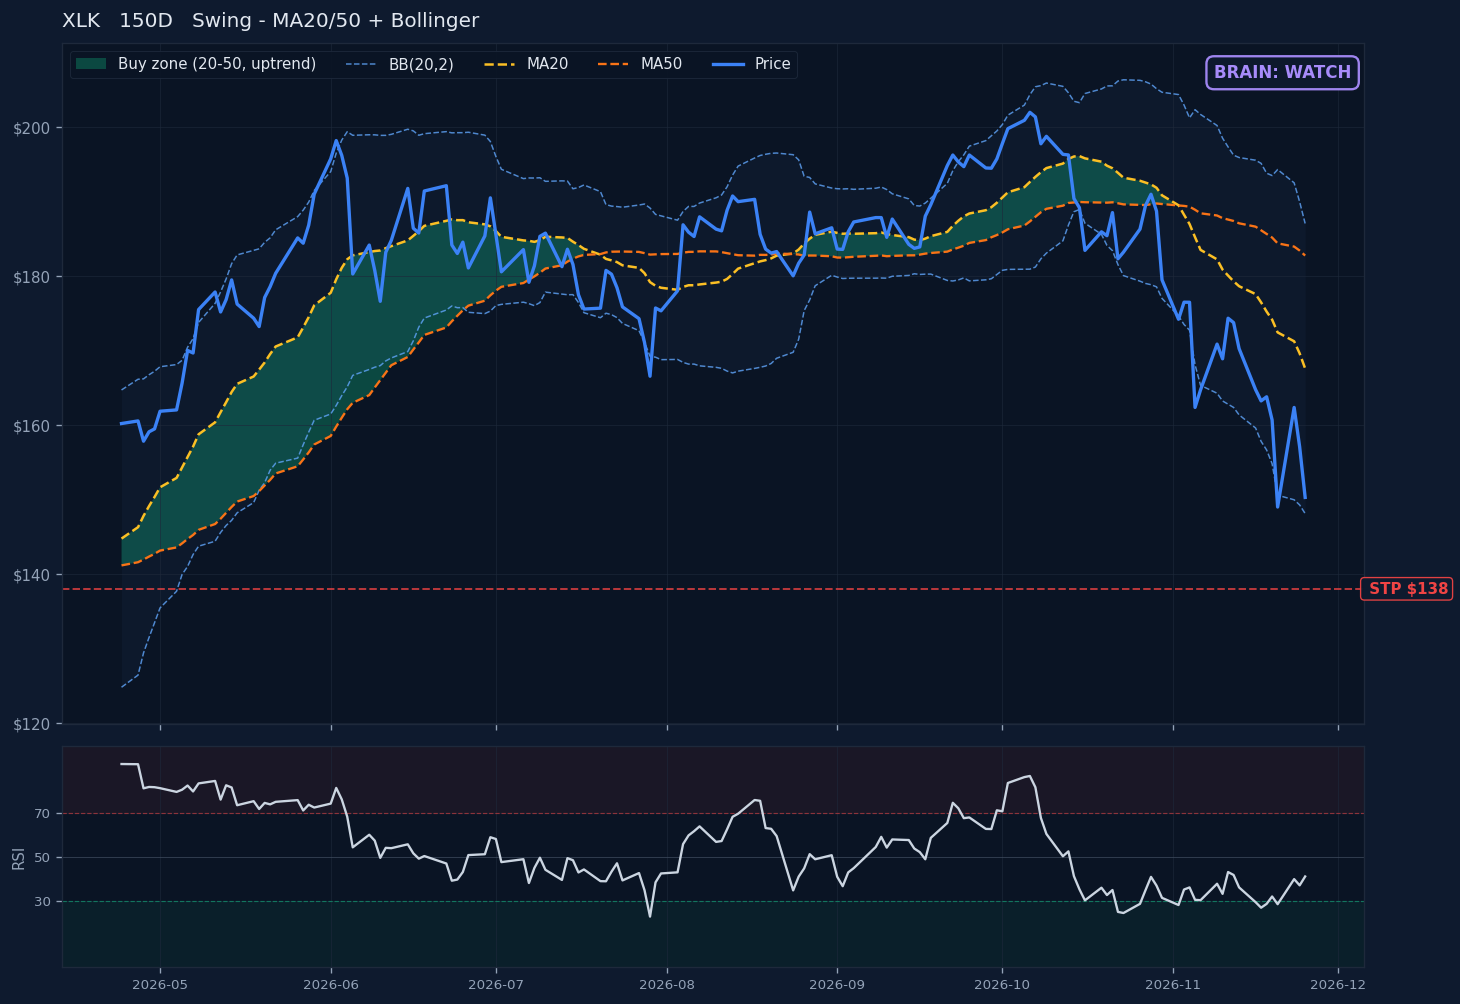 XLK 150D Swing - MA20/50 + Bollinger
Buy zone (20-50, uptrend) BB(20,2) MA20 MA50 Price
BRAIN: WATCH
$200
$180
$160
$140
STP $138
$120
70
50
30
RSI
2026-05 2026-06 2026-07 2026-08 2026-09 2026-10 2026-11 2026-12